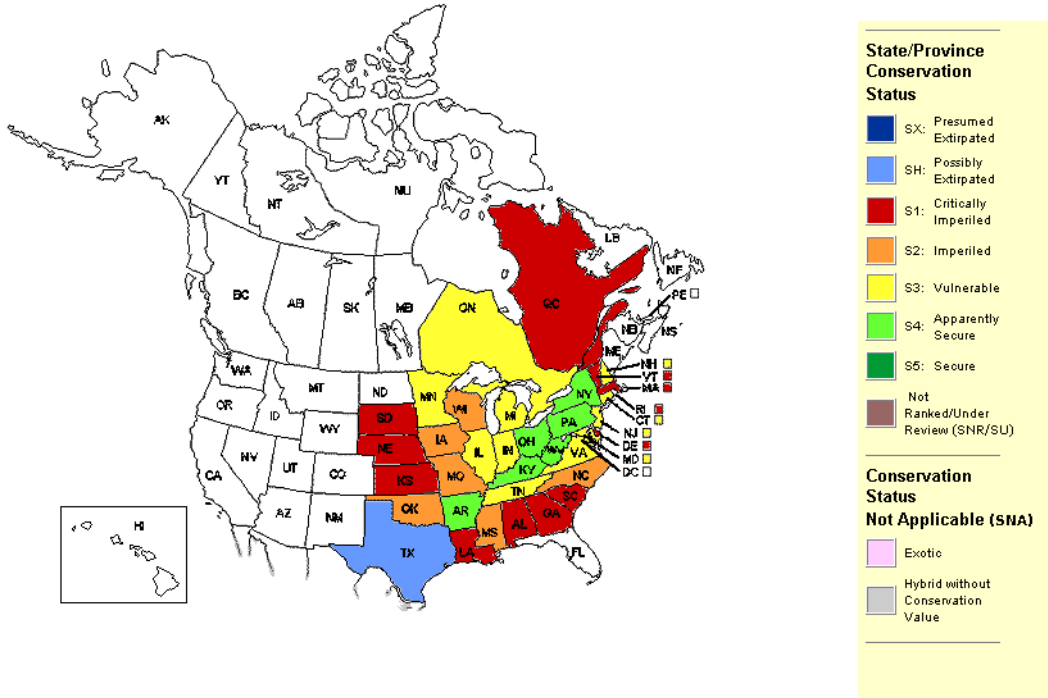 AK
YT
NT
NU
BC
AB
SK
MB
ON
QC
LB
NF
PE
NB
NS
ME
NH
VT
MA
RI
CT
NJ
DE
MD
DC
WA
MT
ND
MN
OR
ID
WY
SD
WI
MI
NY
PA
NV
UT
CO
NE
IA
IL
IN
OH
WV
VA
CA
KS
MO
KY
TN
NC
AZ
NM
OK
AR
SC
TX
LA
MS
AL
GA
FL
HI
State/Province
Conservation
Status
SX: Presumed
Extirpated
SH: Possibly
Extirpated
S1: Critically
Imperiled
S2: Imperiled
S3: Vulnerable
S4: Apparently
Secure
S5: Secure
Not
Ranked/Under
Review (SNR/SU)
Conservation
Status
Not Applicable (SNA)
Exotic
Hybrid without
Conservation
Value